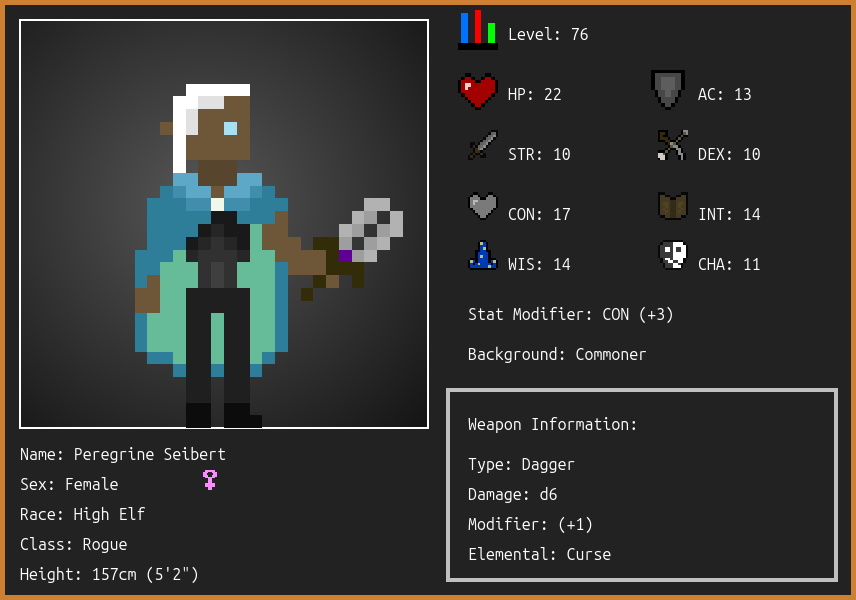 Level: 76
HP: 22
AC: 13
STR: 10
DEX: 10
CON: 17
INT: 14
WIS: 14
CHA: 11
Stat Modifier: CON (+3)
Background: Commoner
Weapon Information:
Type: Dagger
Damage: d6
Modifier: (+1)
Elemental: Curse
Name: Peregrine Seibert
Sex: Female
Race: High Elf
Class: Rogue
Height: 157cm (5'2")